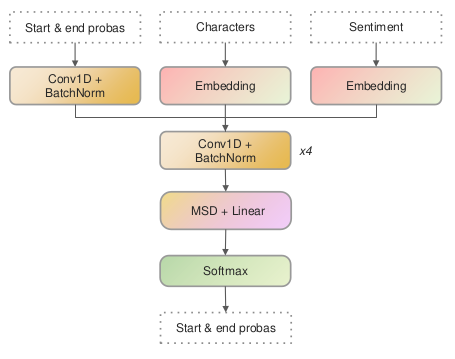 Start & end probas
Characters
Sentiment
Conv1D +
BatchNorm
Embedding
Embedding
Conv1D +
BatchNorm
x4
MSD + Linear
Softmax
Start & end probas